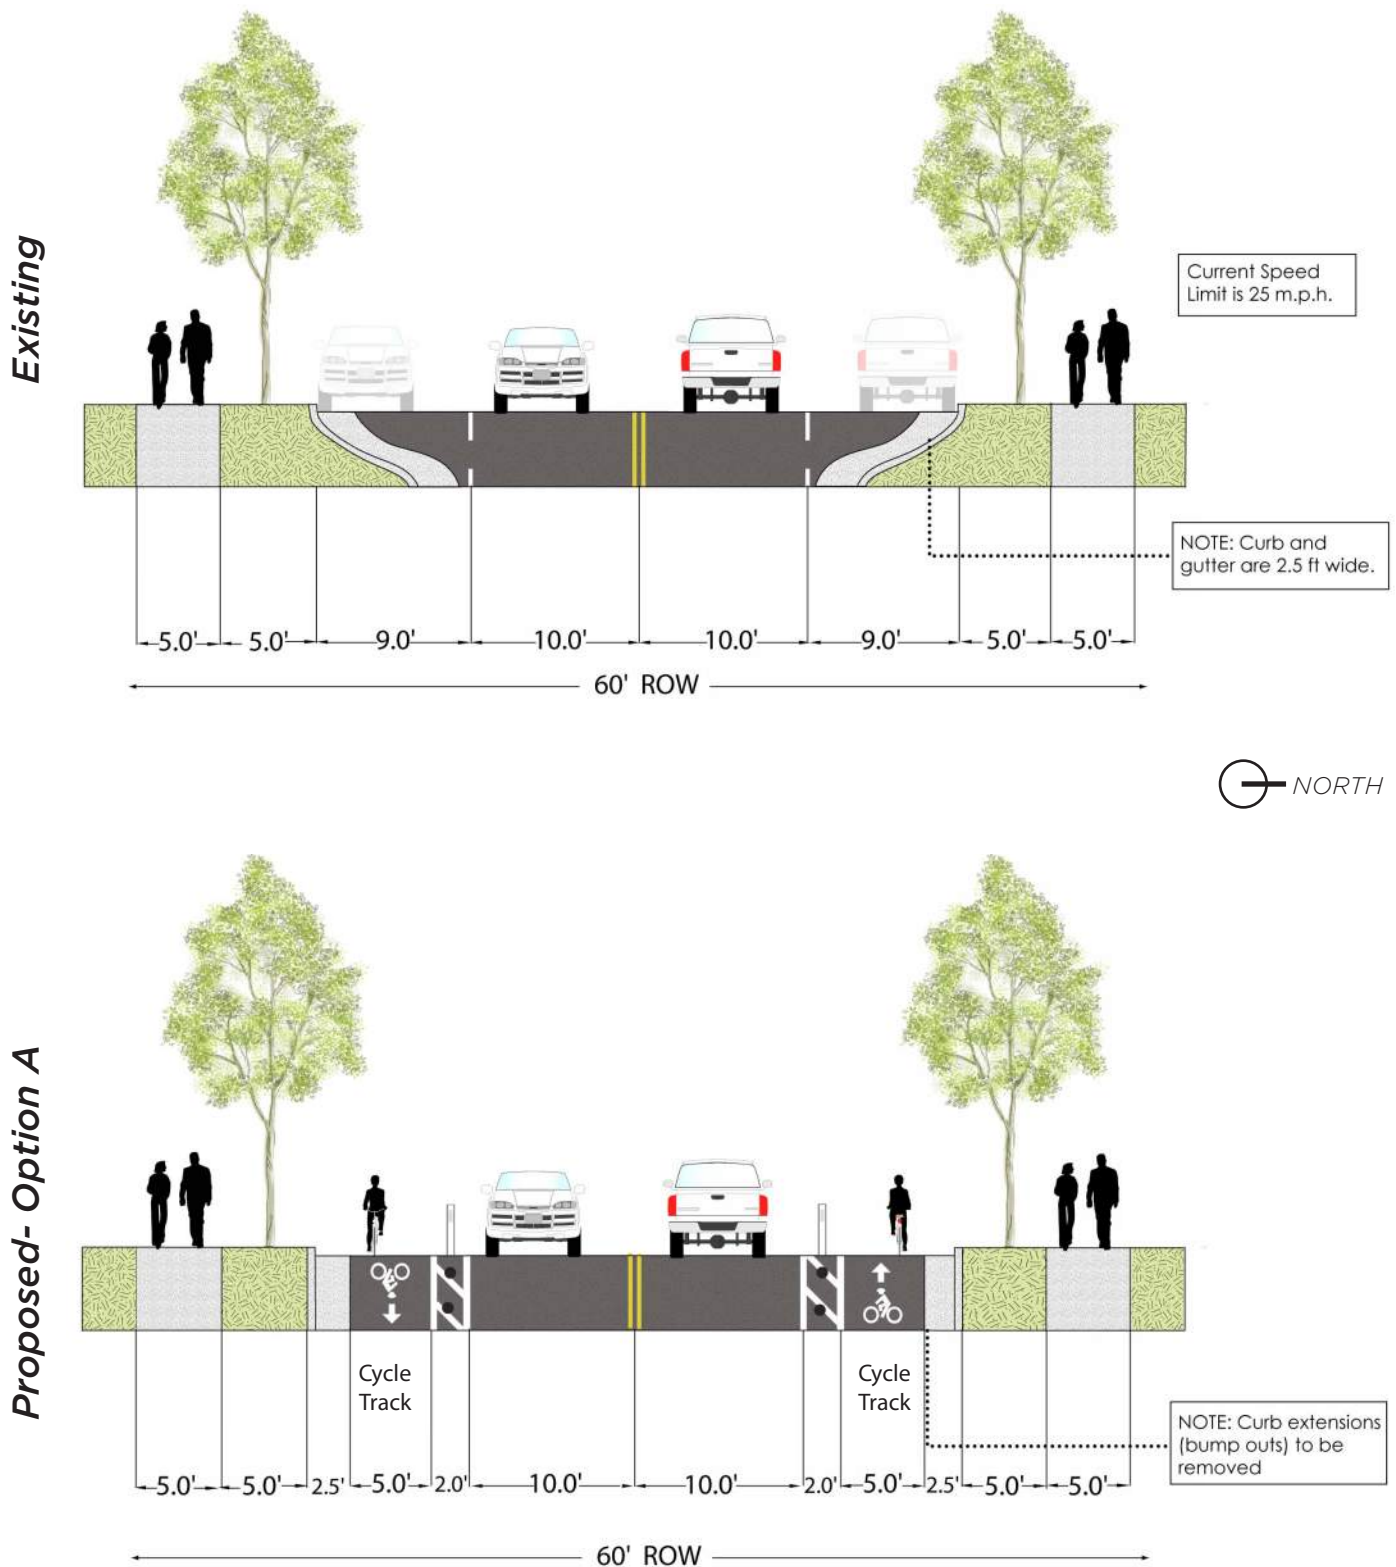 Existing
Current Speed
Limit is 25 m.p.h.
NOTE: Curb and
gutter are 2.5 ft wide.
5.0' 5.0' 9.0' 10.0' 10.0' 9.0' 5.0' 5.0'
60' ROW
NORTH
Proposed- Option A
Cycle
Track
Cycle
Track
NOTE: Curb extensions
(bump outs) to be
removed
5.0' 5.0' 2.5' 5.0' 2.0' 10.0' 10.0' 2.0' 5.0' 2.5' 5.0' 5.0'
60' ROW